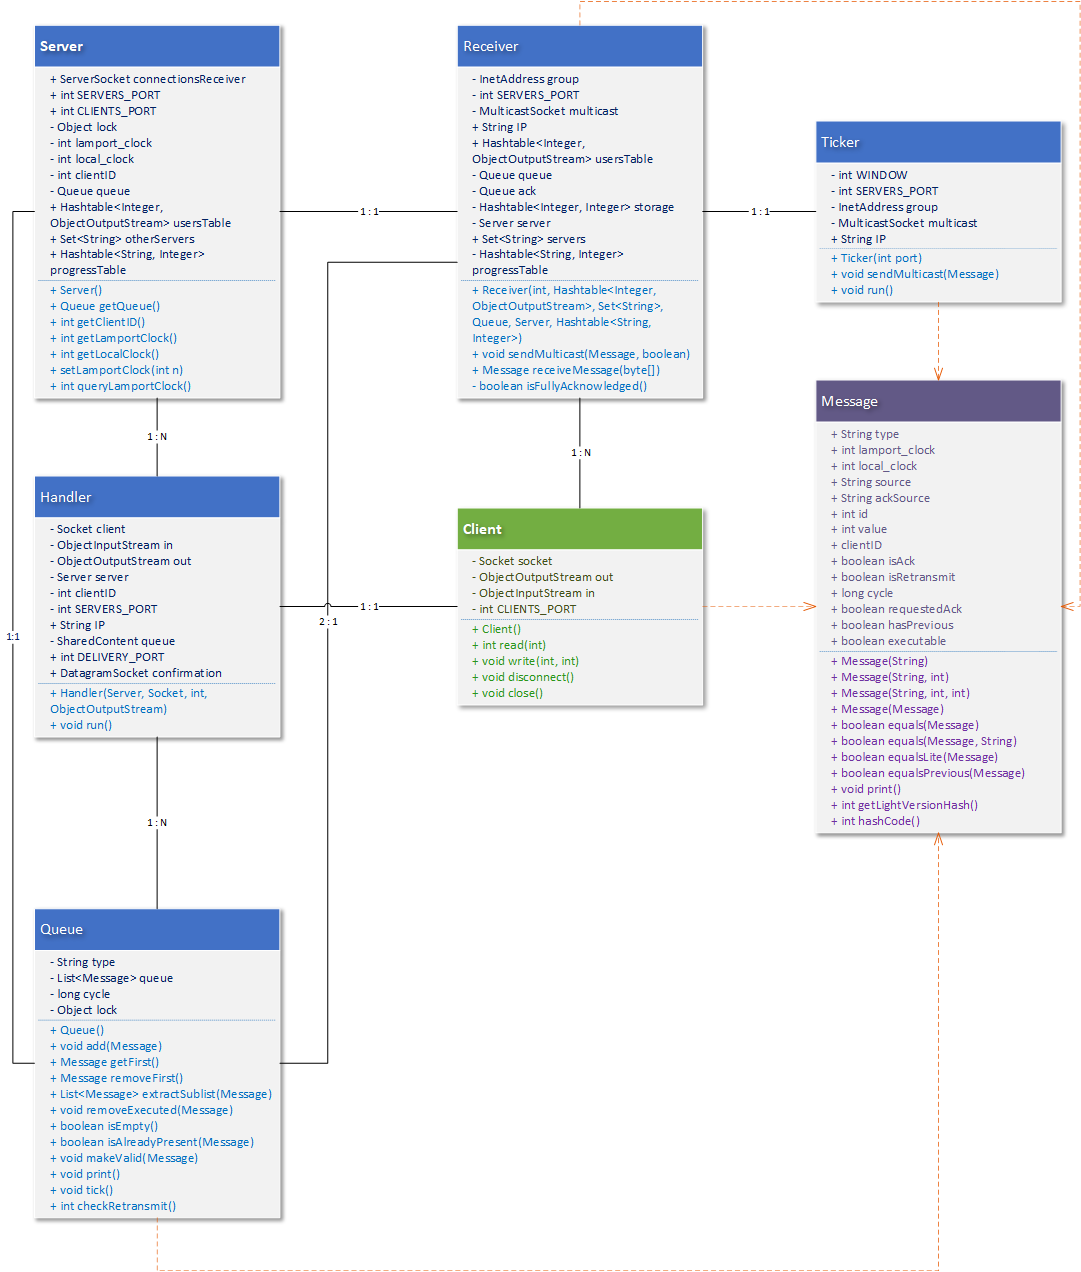 Server
+ ServerSocket connectionsReceiver
+ int SERVERS_PORT
+ int CLIENTS_PORT
- Object lock
- int lamport_clock
- int local_clock
- int clientID
- Queue queue
+ Hashtable<Integer,
ObjectOutputStream> usersTable
+ Set<String> otherServers
+ Hashtable<String, Integer>
progressTable
+ Server()
+ Queue getQueue()
+ int getClientID()
+ int getLamportClock()
+ int getLocalClock()
+ setLamportClock(int n)
+ int queryLamportClock()
1 : 1
Receiver
- InetAddress group
- int SERVERS_PORT
- MulticastSocket multicast
+ String IP
+ Hashtable<Integer,
ObjectOutputStream> usersTable
- Queue queue
- Queue ack
- Hashtable<Integer, Integer> storage
- Server server
+ Set<String> servers
- Hashtable<String, Integer>
progressTable
+ Receiver(int, Hashtable<Integer,
ObjectOutputStream>, Set<String>,
Queue, Server, Hashtable<String,
Integer>)
+ void sendMulticast(Message, boolean)
+ Message receiveMessage(byte[])
- boolean isFullyAcknowledged()
1 : 1
Ticker
- int WINDOW
- int SERVERS_PORT
- InetAddress group
- MulticastSocket multicast
+ String IP
+ Ticker(int port)
+ void sendMulticast(Message)
+ void run()
1 : N
1 : N
Handler
- Socket client
- ObjectInputStream in
- ObjectOutputStream out
- Server server
- int clientID
- int SERVERS_PORT
+ String IP
- SharedContent queue
+ int DELIVERY_PORT
+ DatagramSocket confirmation
+ Handler(Server, Socket, int,
ObjectOutputStream)
+ void run()
1 : 1
2 : 1
1:1
Client
- Socket socket
- ObjectOutputStream out
- ObjectInputStream in
- int CLIENTS_PORT
+ Client()
+ int read(int)
+ void write(int, int)
+ void disconnect()
+ void close()
Message
+ String type
+ int lamport_clock
+ int local_clock
+ String source
+ String ackSource
+ int id
+ int value
+ clientID
+ boolean isAck
+ boolean isRetransmit
+ long cycle
+ boolean requestedAck
+ boolean hasPrevious
+ boolean executable
+ Message(String)
+ Message(String, int)
+ Message(String, int, int)
+ Message(Message)
+ boolean equals(Message)
+ boolean equals(Message, String)
+ boolean equalsLite(Message)
+ boolean equalsPrevious(Message)
+ void print()
+ int getLightVersionHash()
+ int hashCode()
1 : N
Queue
- String type
- List<Message> queue
- long cycle
- Object lock
+ Queue()
+ void add(Message)
+ Message getFirst()
+ Message removeFirst()
+ List<Message> extractSublist(Message)
+ void removeExecuted(Message)
+ boolean isEmpty()
+ boolean isAlreadyPresent(Message)
+ void makeValid(Message)
+ void print()
+ void tick()
+ int checkRetransmit()